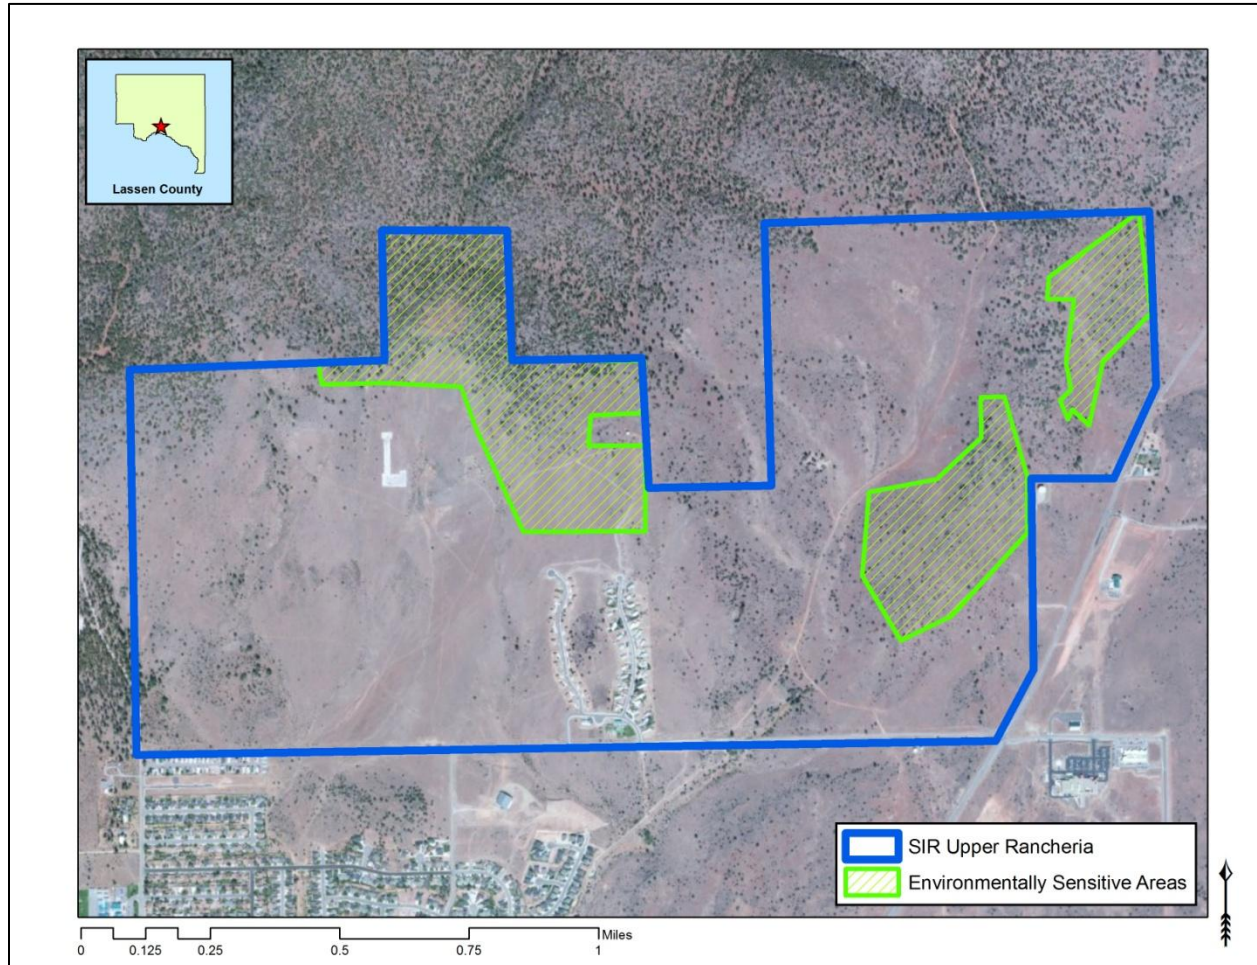 Lassen County
SIR Upper Rancheria
Environmentally Sensitive Areas
Miles
0 0.125 0.25 0.5 0.75 1